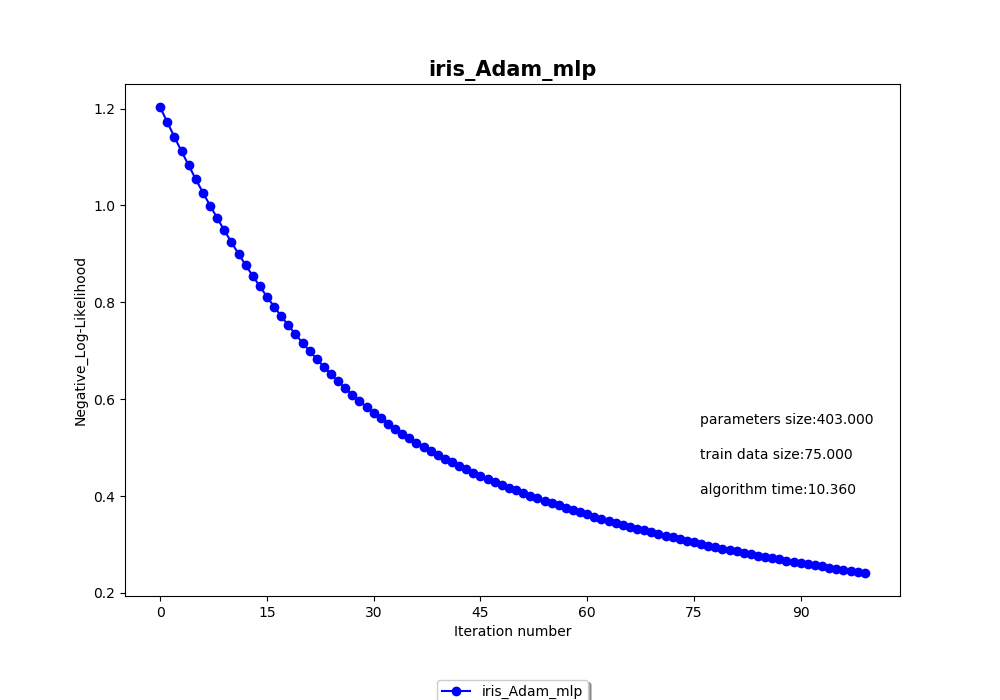 iris_Adam_mlp
1.2
1.0
0.8
0.6
0.4
0.2
Negative_Log-Likelihood
parameters size:403.000
train data size:75.000
algorithm time:10.360
0 15 30 45 60 75 90
Iteration number
iris_Adam_mlp